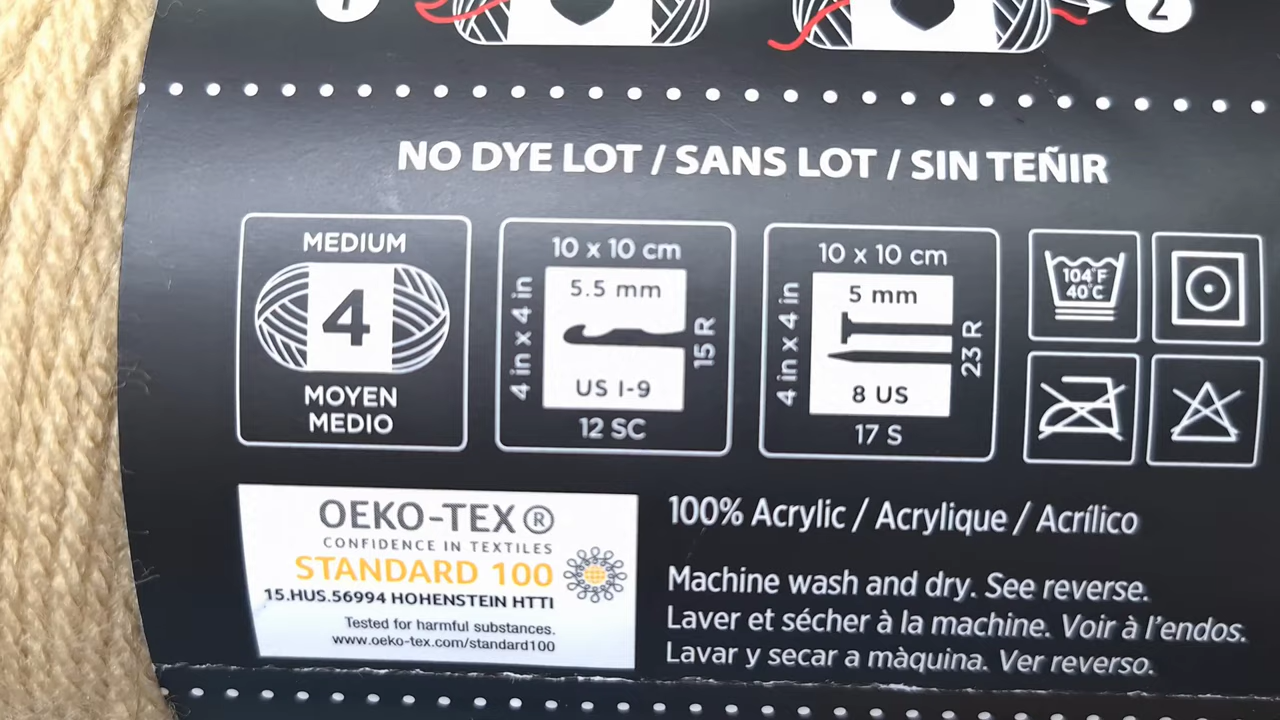 1
2
NO DYE LOT / SANS LOT / SIN TEÑIR
MEDIUM
4
MOYEN
MEDIO
10 x 10 cm
4 in x 4 in
5.5 mm
US I-9
15 R
12 SC
10 x 10 cm
4 in x 4 in
5 mm
8 US
23 R
17 S
104°F
40°C
OEKO-TEX®
CONFIDENCE IN TEXTILES
STANDARD 100
15.HUS.56994 HOHENSTEIN HTTI
Tested for harmful substances.
www.oeko-tex.com/standard100
100% Acrylic / Acrylique / Acrílico
Machine wash and dry. See reverse.
Laver et sécher à la machine. Voir à l'endos.
Lavar y secar a màquina. Ver reverso.